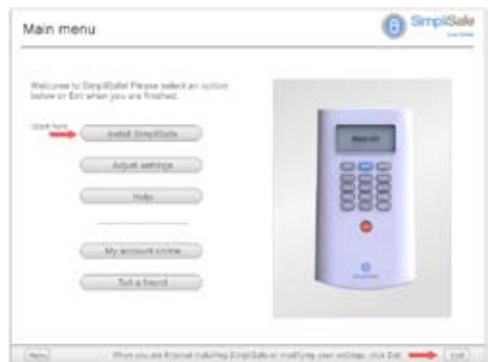 Main menu
SimpliSafe
Welcome to SimpliSafe! Please select an option
below or Exit when you are finished.
Start here
Install SimpliSafe
Adjust settings
Help
My account online
Tell a friend
Menu
When you are finished installing SimpliSafe or modifying your settings, click Exit
Exit